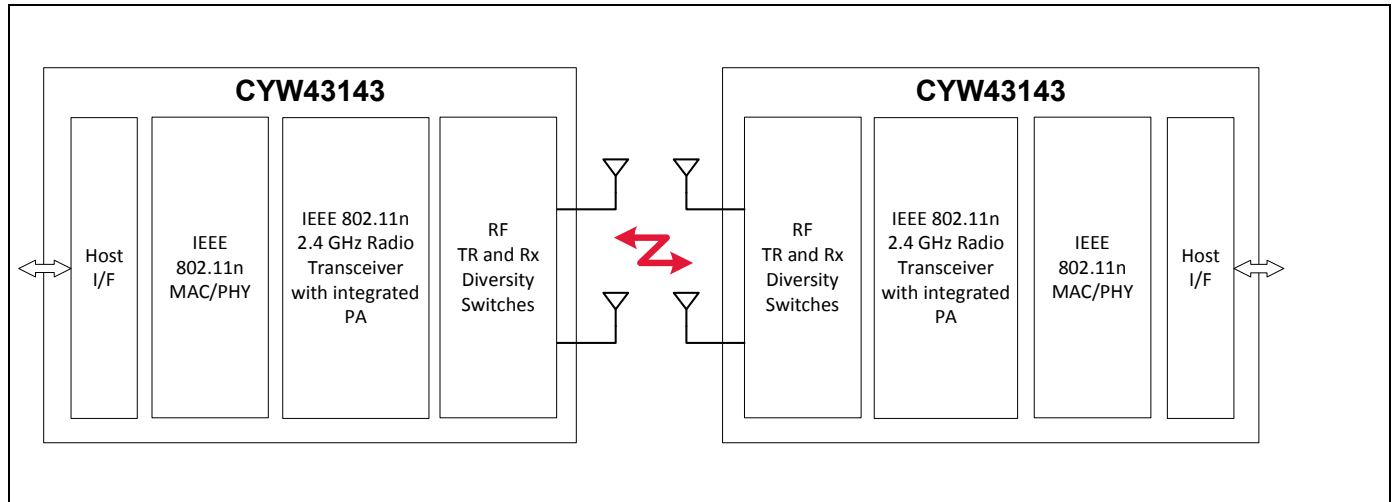 CYW43143
Host
I/F
IEEE
802.11n
MAC/PHY
IEEE 802.11n
2.4 GHz Radio
Transceiver
with integrated
PA
RF
TR and Rx
Diversity
Switches
CYW43143
RF
TR and Rx
Diversity
Switches
IEEE 802.11n
2.4 GHz Radio
Transceiver
with integrated
PA
IEEE
802.11n
MAC/PHY
Host
I/F